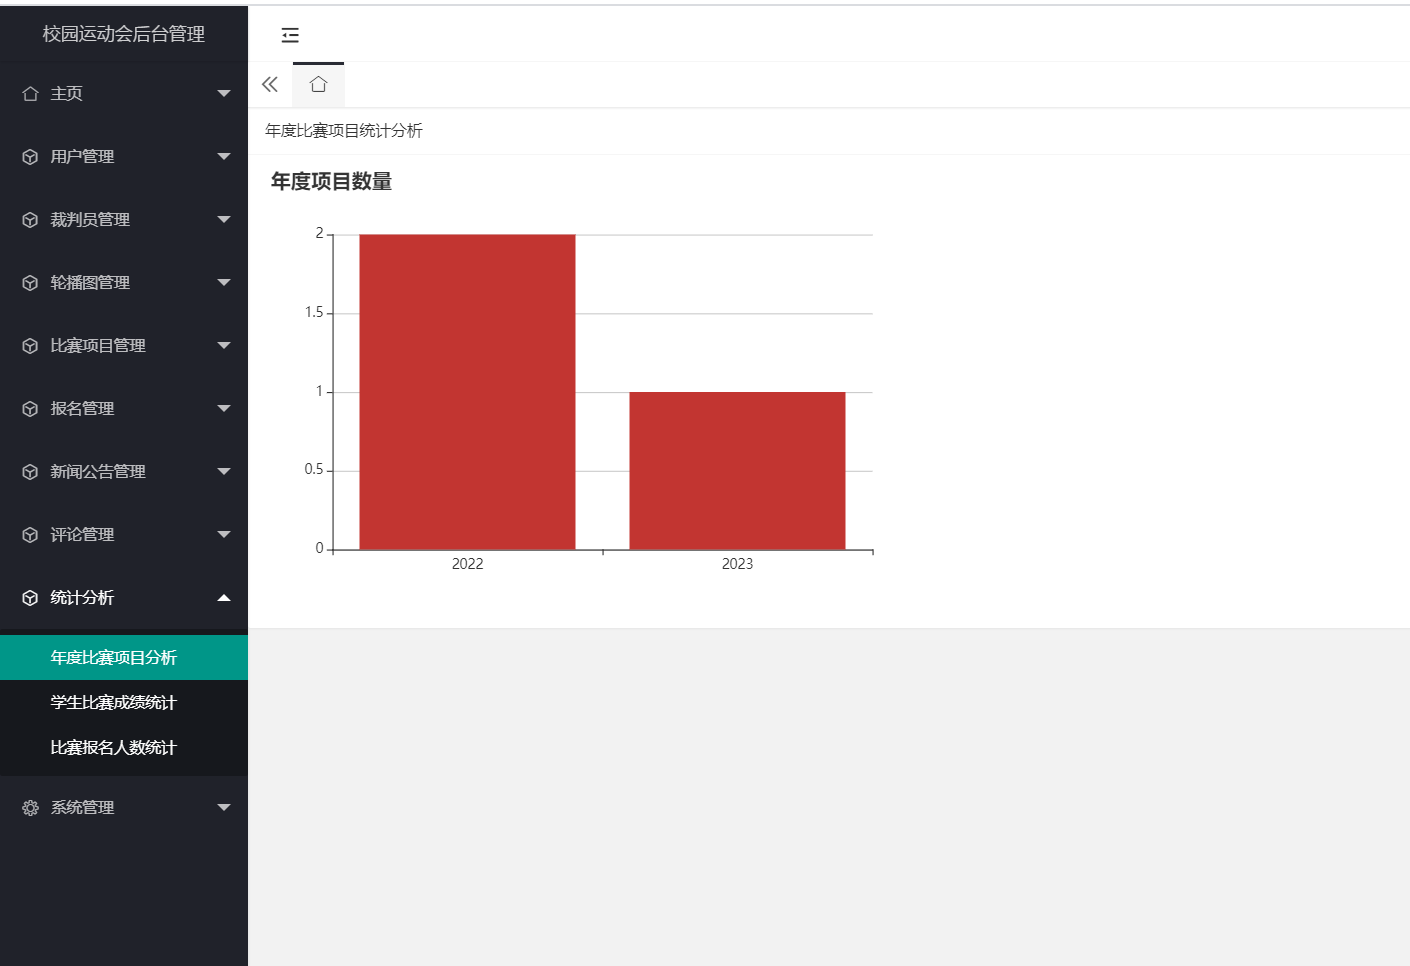 校园运动会后台管理
主页
用户管理
裁判员管理
轮播图管理
比赛项目管理
报名管理
新闻公告管理
评论管理
统计分析
年度比赛项目分析
学生比赛成绩统计
比赛报名人数统计
系统管理
年度比赛项目统计分析
年度项目数量
2
1.5
1
0.5
0
2022
2023